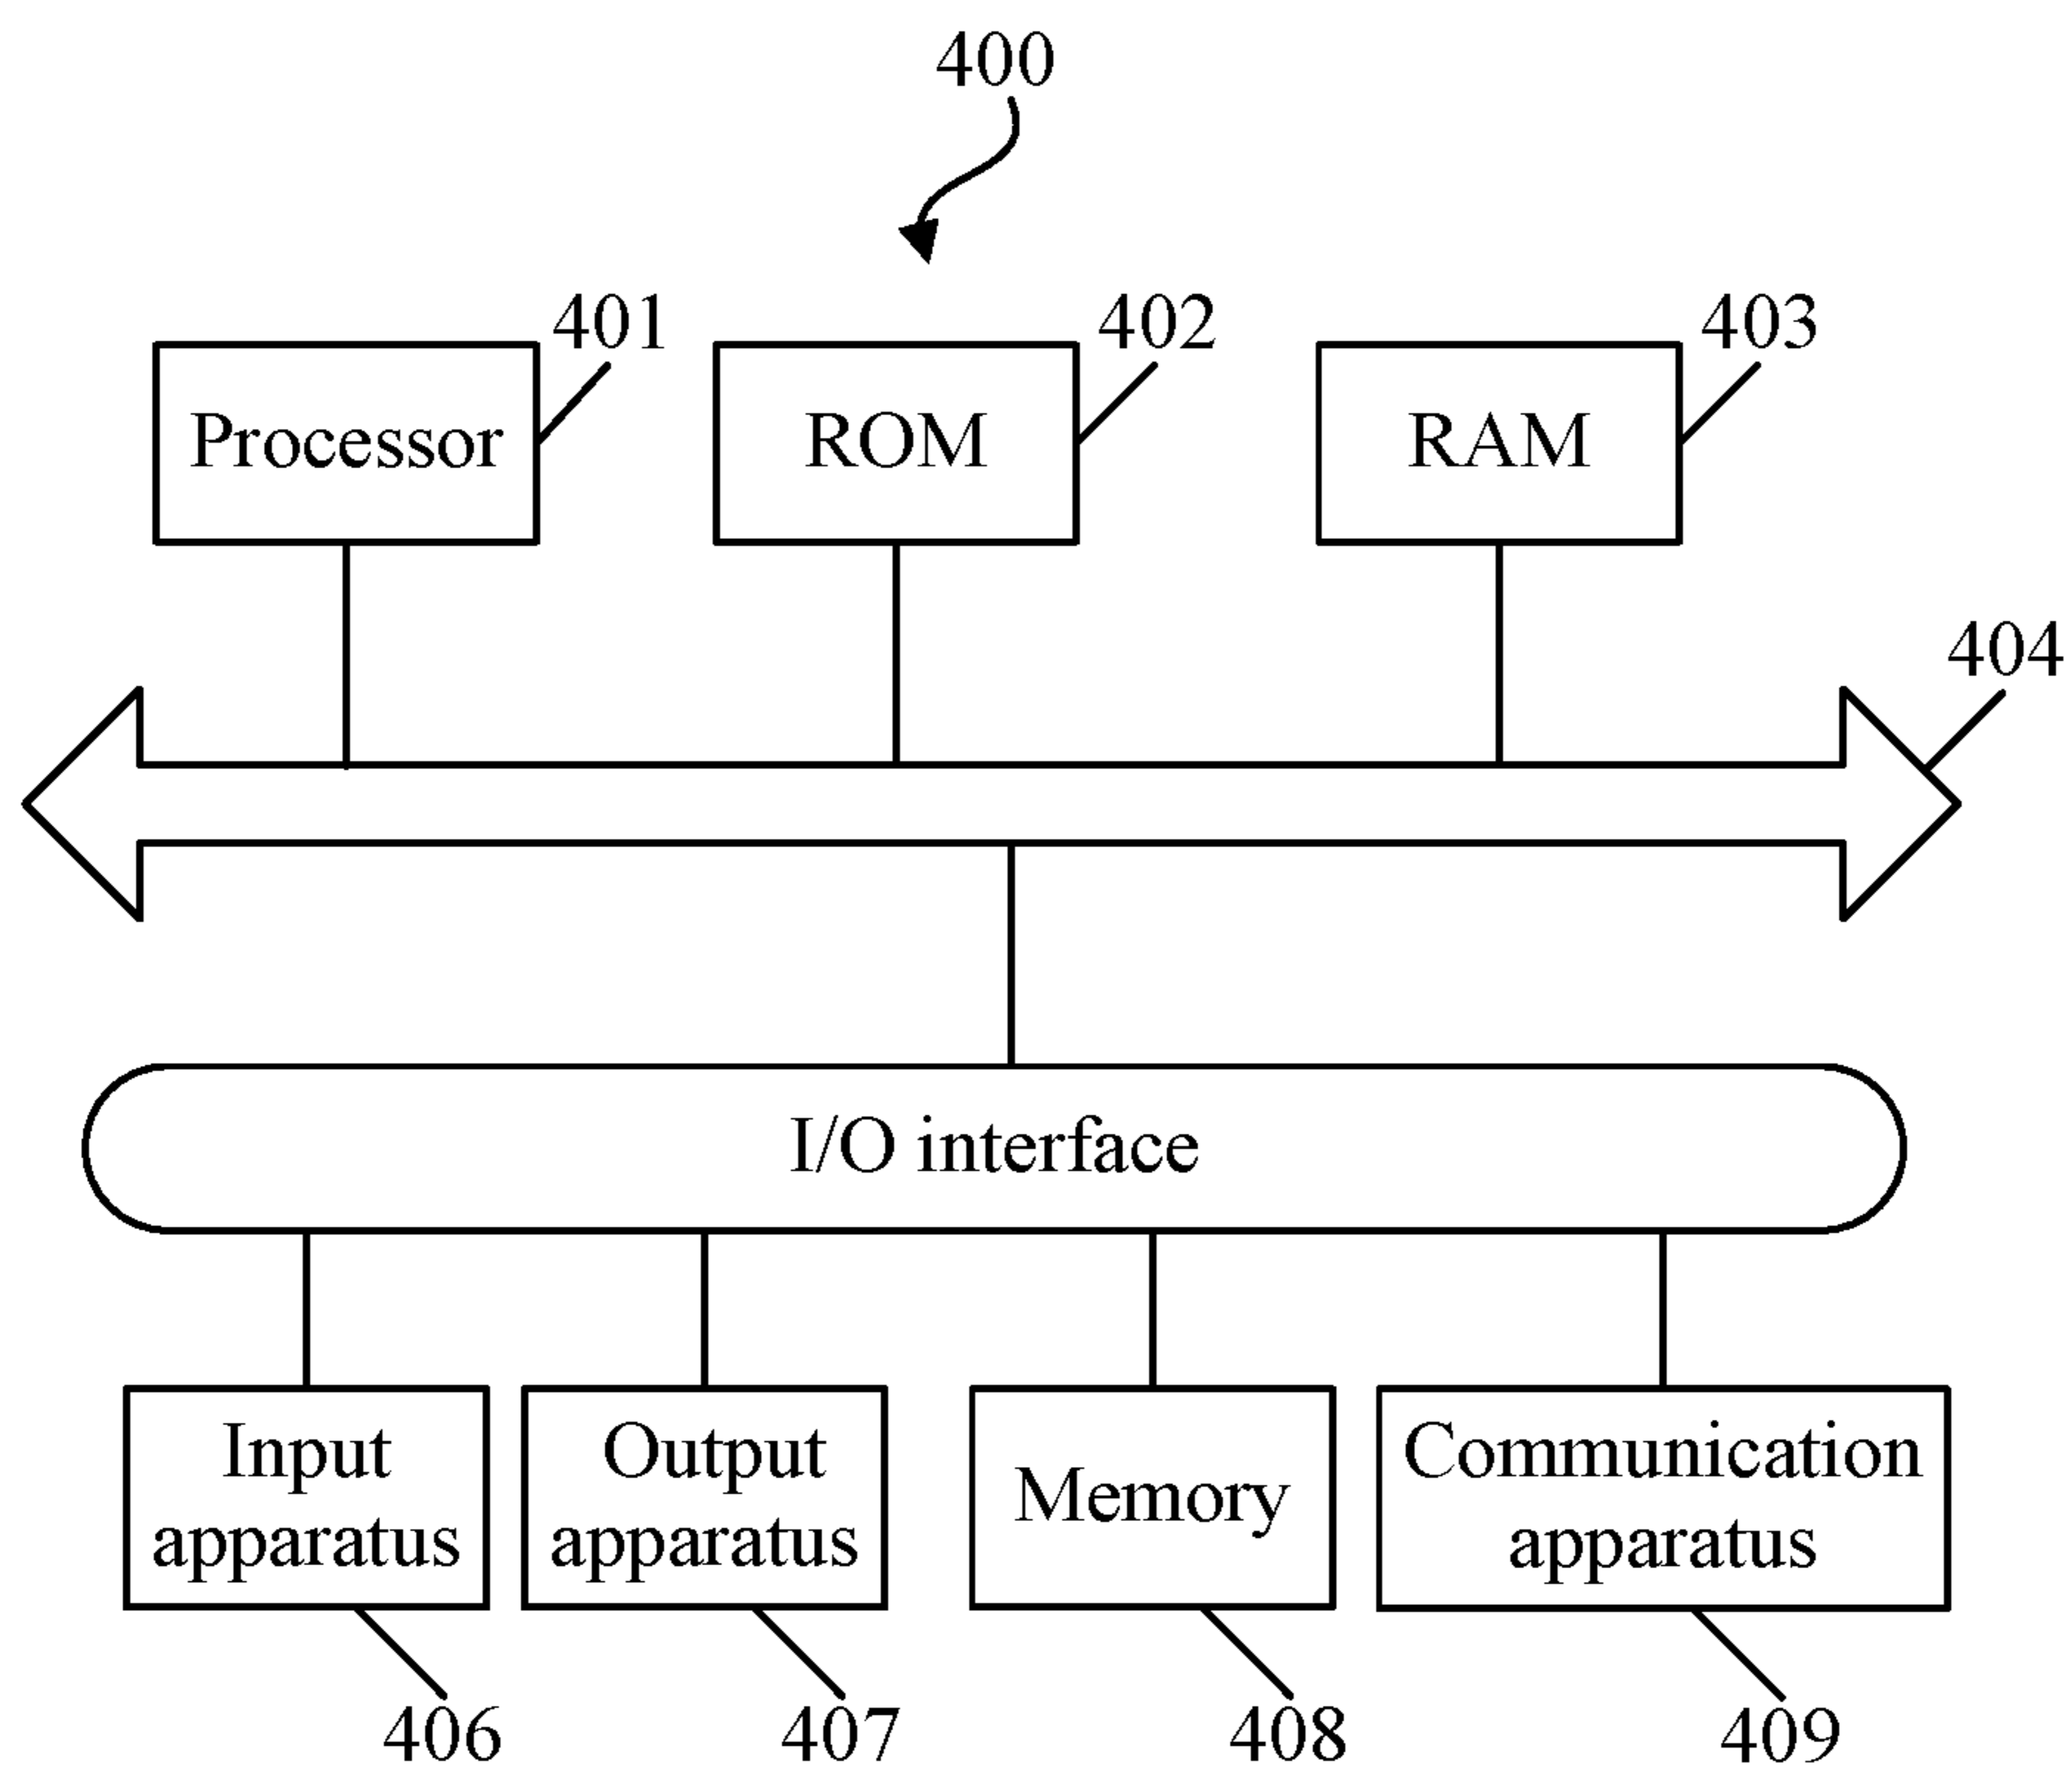 400
401
402
403
Processor
ROM
RAM
404
I/O interface
Input
apparatus
Output
apparatus
Memory
Communication
apparatus
406
407
408
409